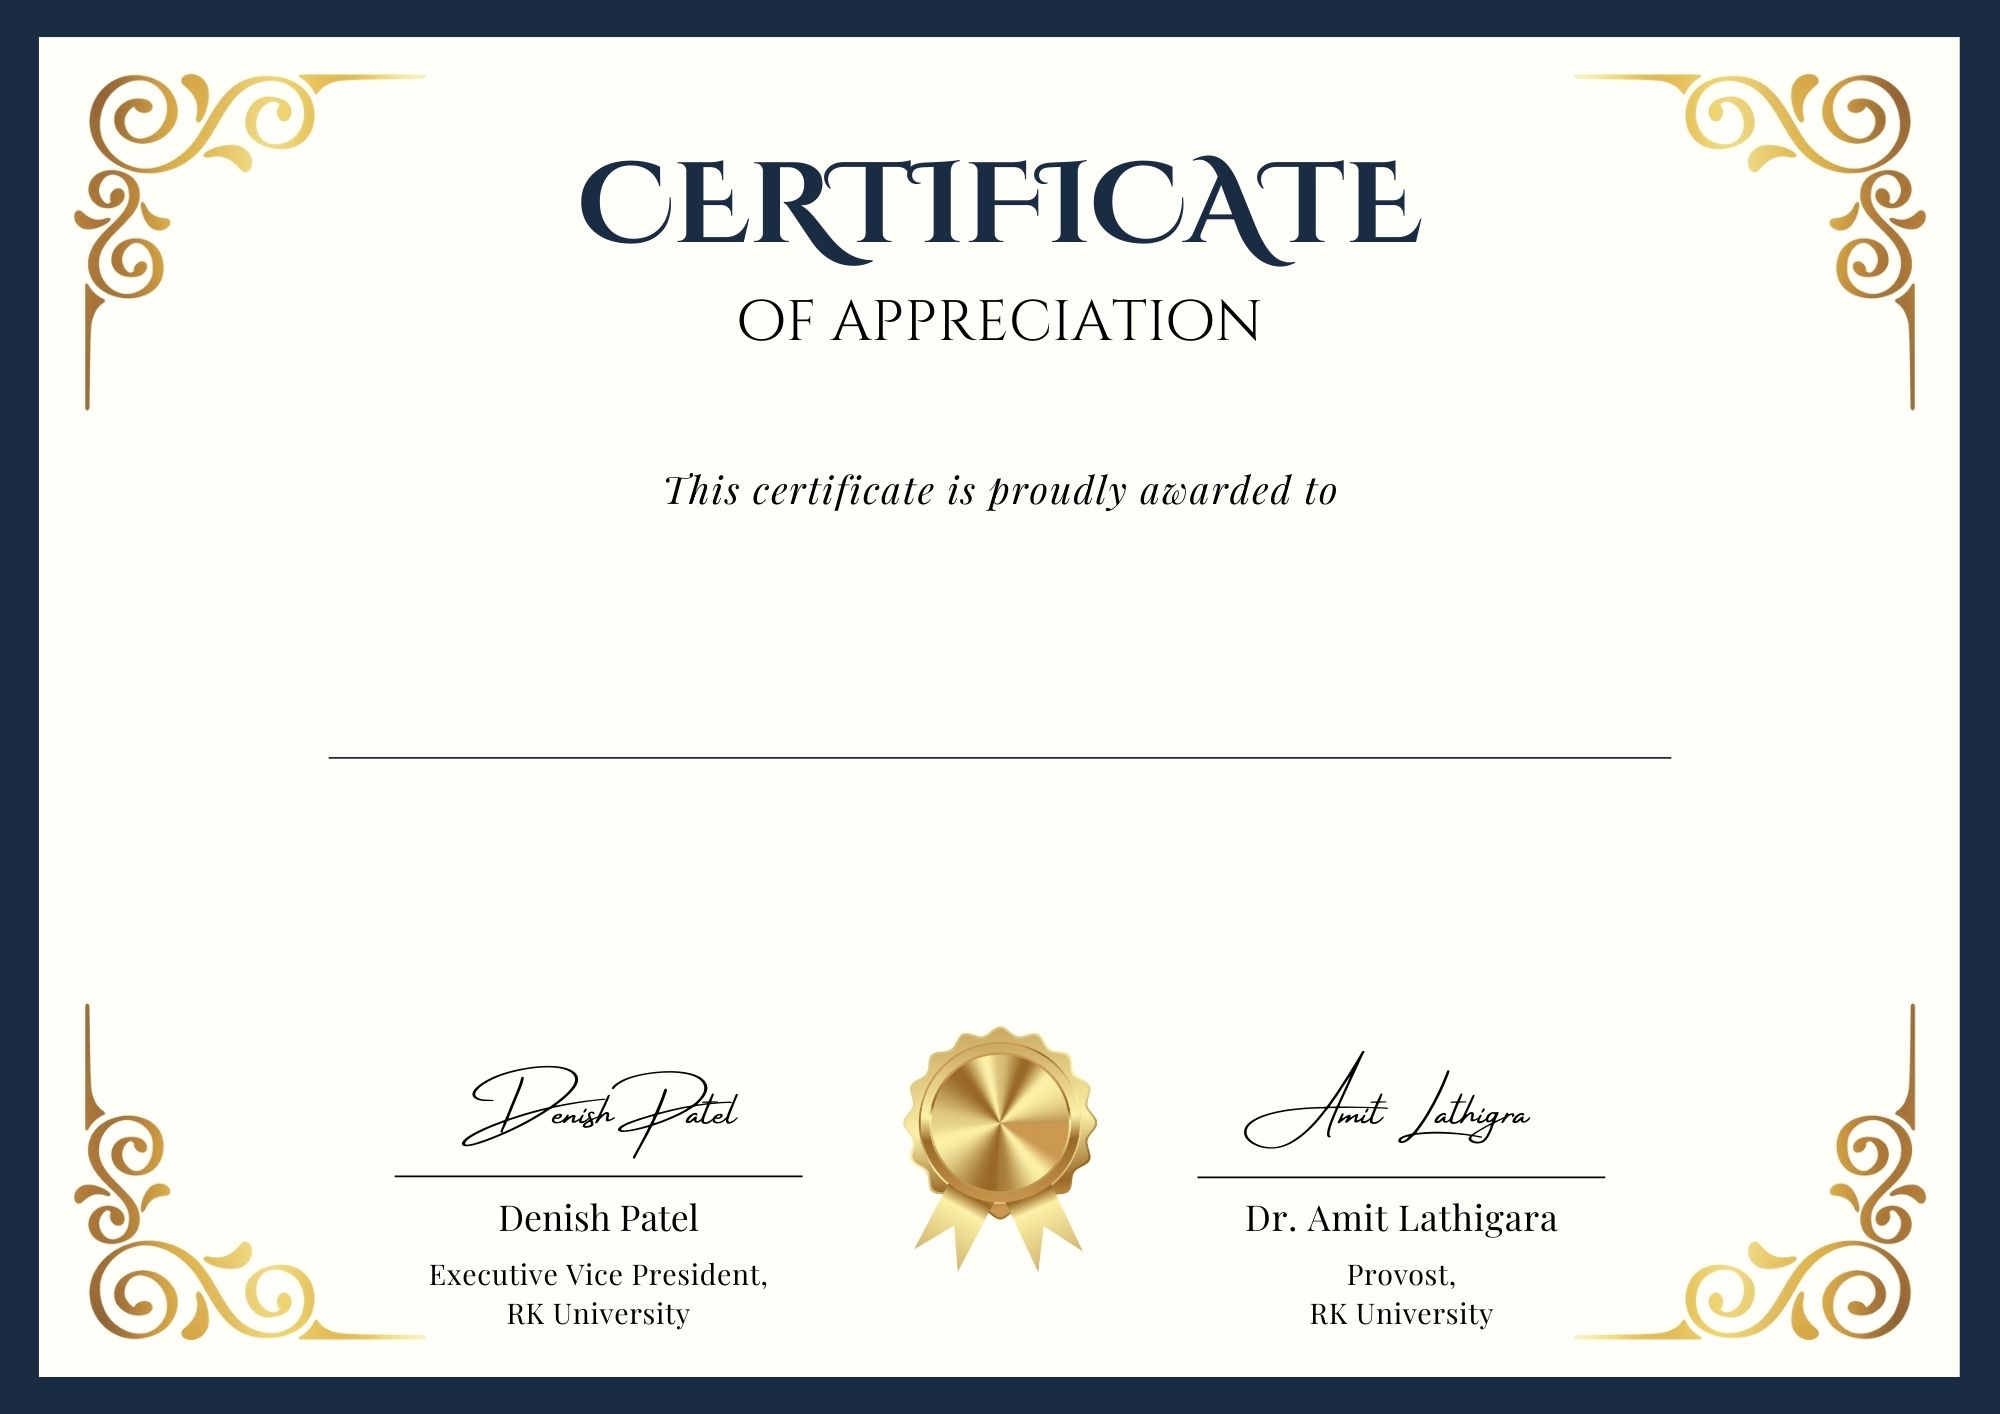 CERTIFICATE
OF APPRECIATION
This certificate is proudly awarded to
Denish Patel
Denish Patel
Executive Vice President,
RK University
Amit Lathigra
Dr. Amit Lathigara
Provost,
RK University